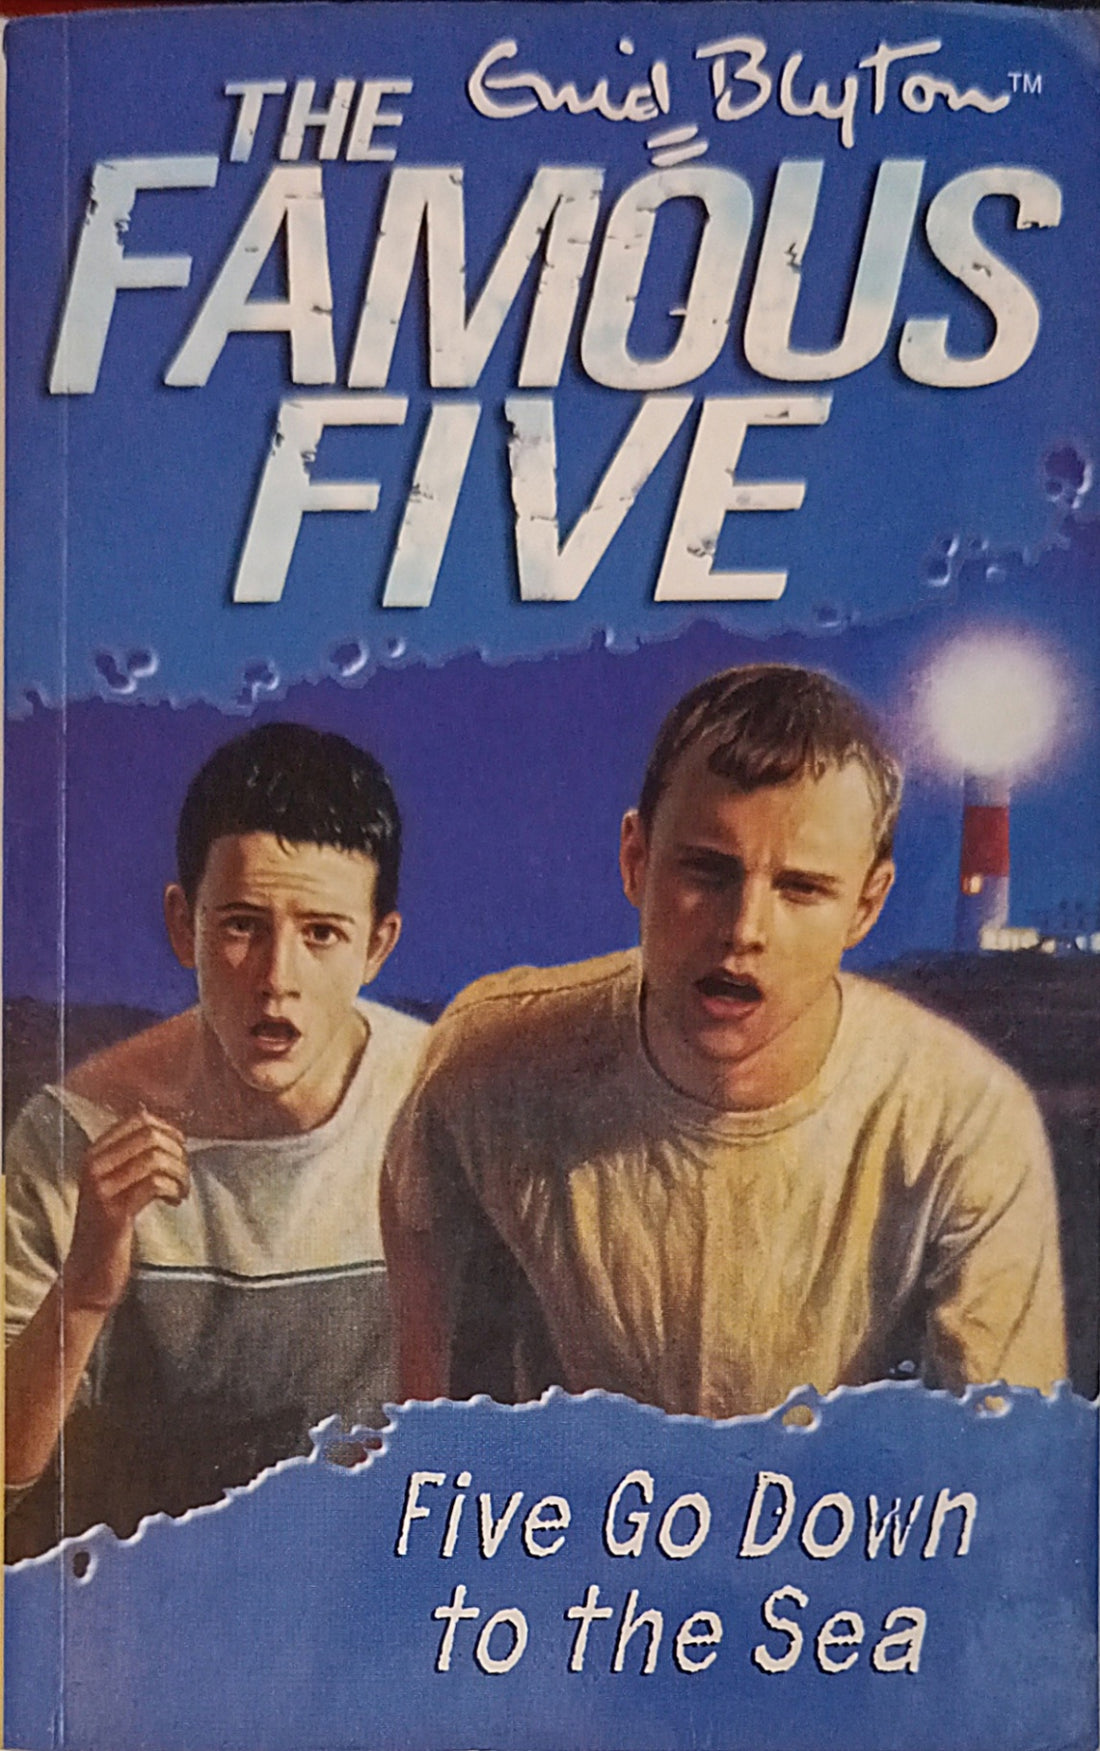 Enid Blyton™
THE
FAMOUS
FIVE
Five Go Down
to the Sea